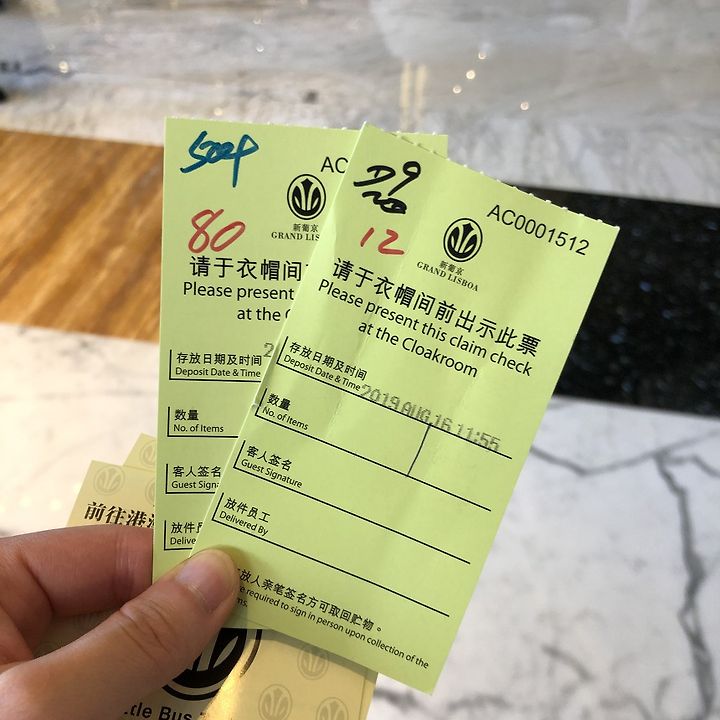 AC
80
新葡京
GRAND LIS
请于衣帽间
Please present
at the
存放日期及时间
Deposit Date & Time
数量
No. of Items
客人签名
Guest Signa
放件员
Delive
AC0001512
12
新葡京
GRAND LISBOA
请于衣帽间前出示此票
Please present this claim check
at the Cloakroom
存放日期及时间
Deposit Date & Time
2019 AUG 16 11:55
数量
No. of Items
客人签名
Guest Signature
放件员工
Delivered By
放人亲笔签名方可取回贮物。
required to sign in person upon collection of the
ms.
前往港
Bus